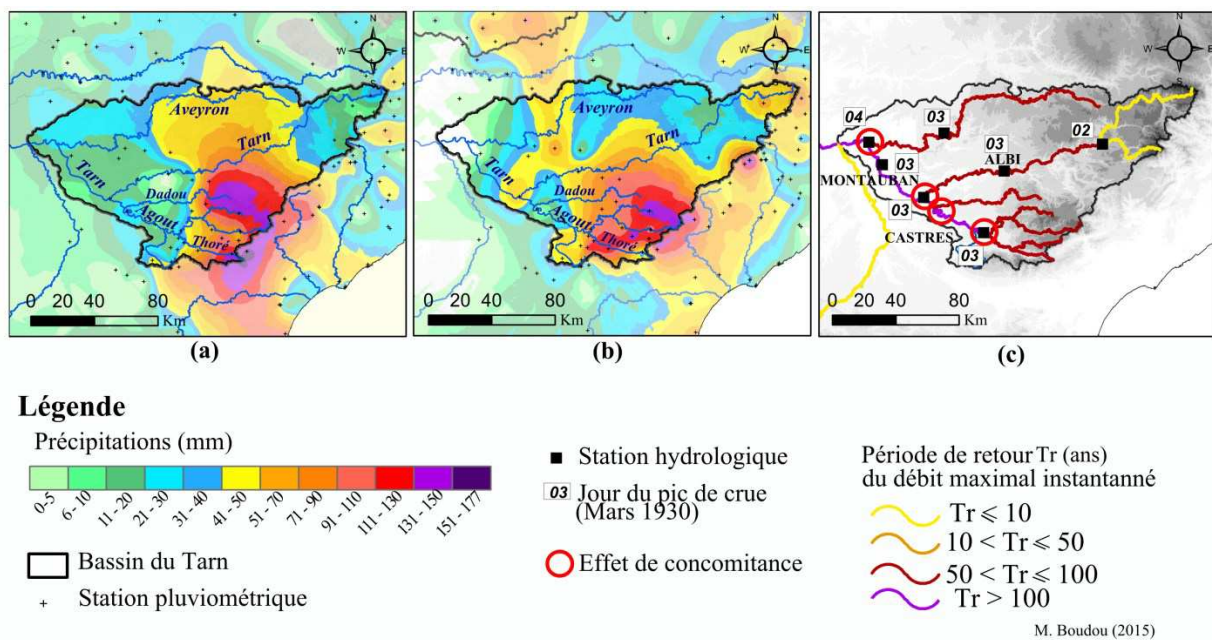 N
W
E
Aveyron
Tarn
Tarn
Dadou
Agout
Thoré
0
20
40
80
Km
(a)
N
W
E
Aveyron
Tarn
Tarn
Dadou
Agout
Thoré
0
20
40
80
Km
(b)
N
W
E
S
04
03
03
02
03
ALBI
MONTAUBAN
03
CASTRES
03
0
20
40
80
Km
(c)
Légende
Précipitations (mm)
0-5
6-10
11-20
21-30
31-40
41-50
51-70
71-90
91 - 110
111-130
131-150
151-177
Bassin du Tarn
+ Station pluviométrique
Station hydrologique
03 Jour du pic de crue
(Mars 1930)
Effet de concomitance
Période de retour Tr (ans)
du débit maximal instantanné
Tr ⩽ 10
10 < Tr ⩽ 50
50 < Tr ⩽ 100
Tr > 100
M. Boudou (2015)